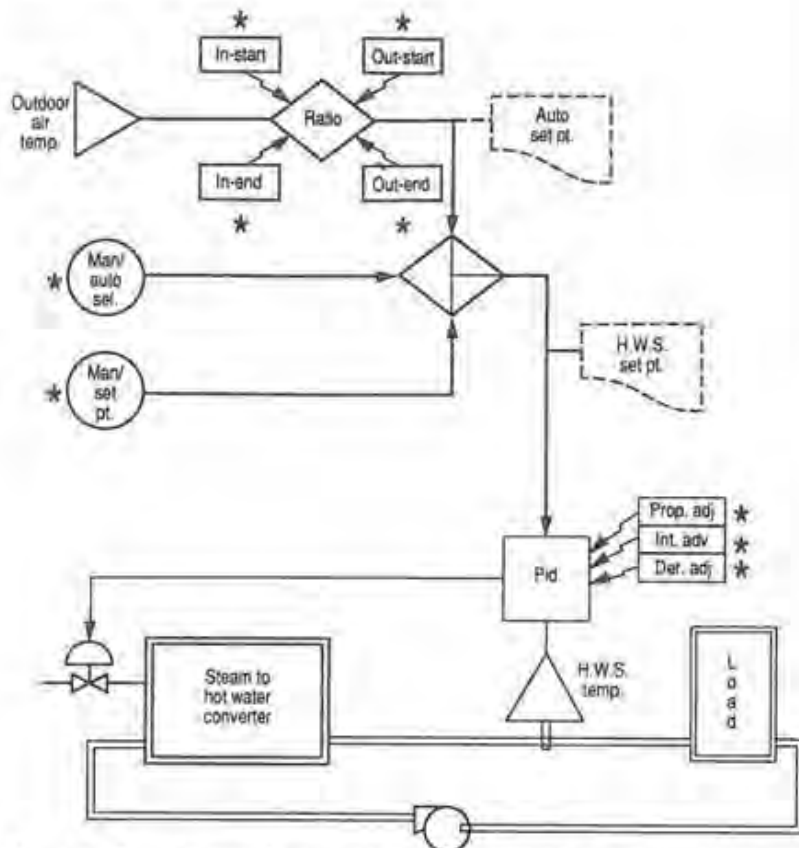 In-start
Out-start
Outdoor
air
temp.
Ratio
Auto
set pt.
In-end
Out-end
Man/
auto
sel.
H.W.S.
set pt.
Man/
set
pt.
Prop. adj
Int. adv
Der. adj
Pid
Steam to
hot water
converter
H.W.S.
temp.
L
o
a
d